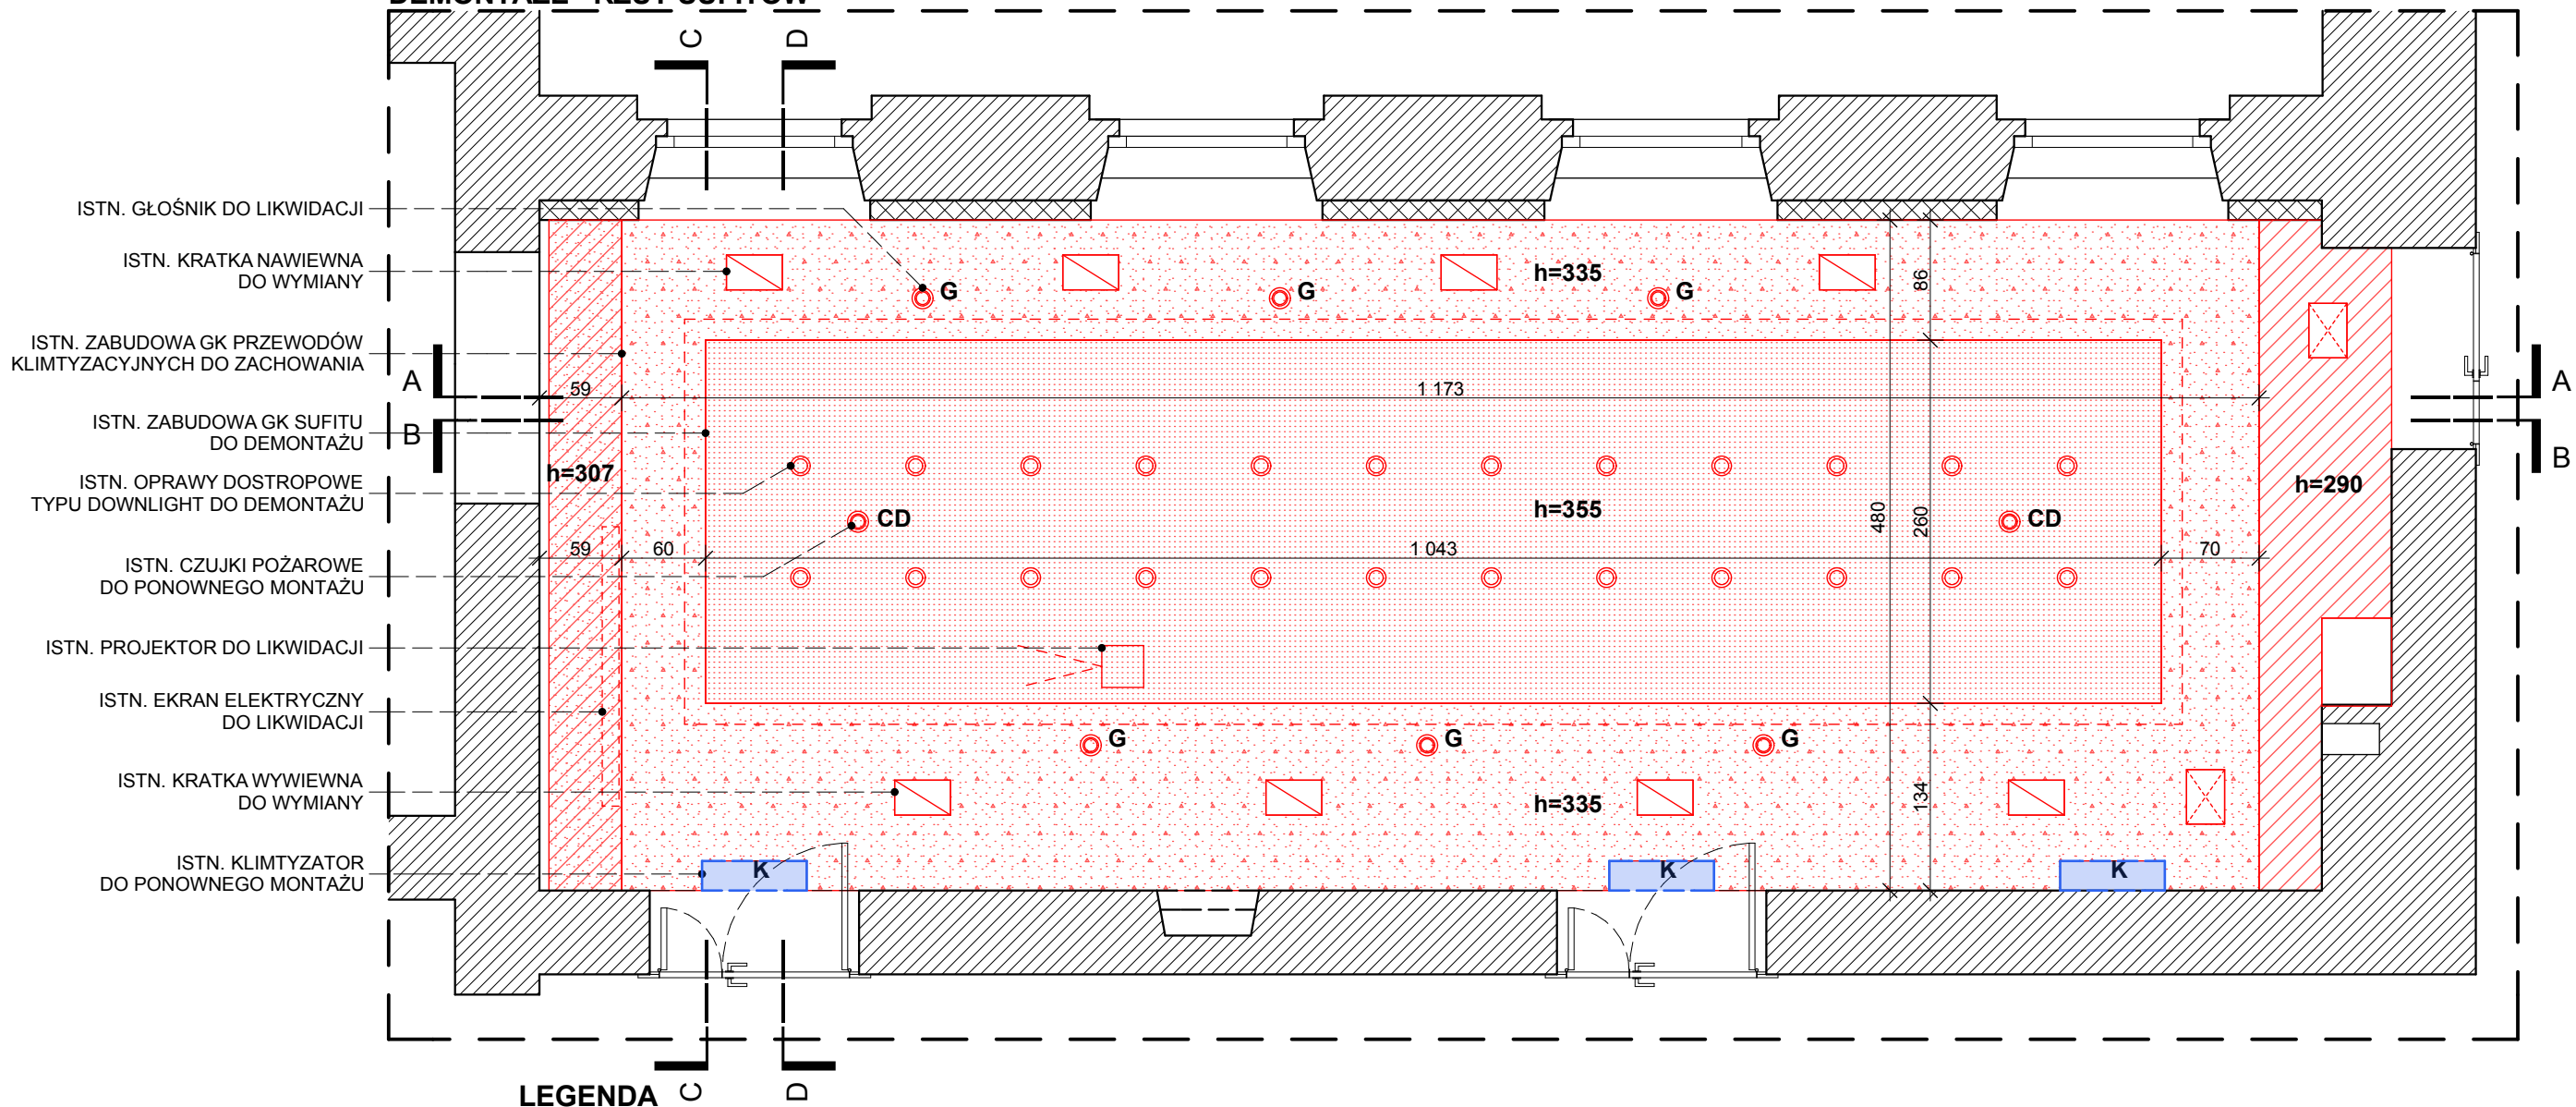 DEMONTAŻE - RZUT SUFITÓW
C D
ISTN. GŁOŚNIK DO LIKWIDACJI
ISTN. KRATKA NAWIEWNA
DO WYMIANY
ISTN. ZABUDOWA GK PRZEWODÓW
KLIMTYZACYJNYCH DO ZACHOWANIA
ISTN. ZABUDOWA GK SUFITU
DO DEMONTAŻU
ISTN. OPRAWY DOSTROPOWE
TYPU DOWNLIGHT DO DEMONTAŻU
ISTN. CZUJKI POŻAROWE
DO PONOWNEGO MONTAŻU
ISTN. PROJEKTOR DO LIKWIDACJI
ISTN. EKRAN ELEKTRYCZNY
DO LIKWIDACJI
ISTN. KRATKA WYWIEWNA
DO WYMIANY
ISTN. KLIMTYZATOR
DO PONOWNEGO MONTAŻU
h=335
86
G G G
A 59 1 173 A
B B
h=307
h=290
h=355
480
260
CD CD
59 60 1 043 70
G G G
h=335
134
K K K
C D
LEGENDA